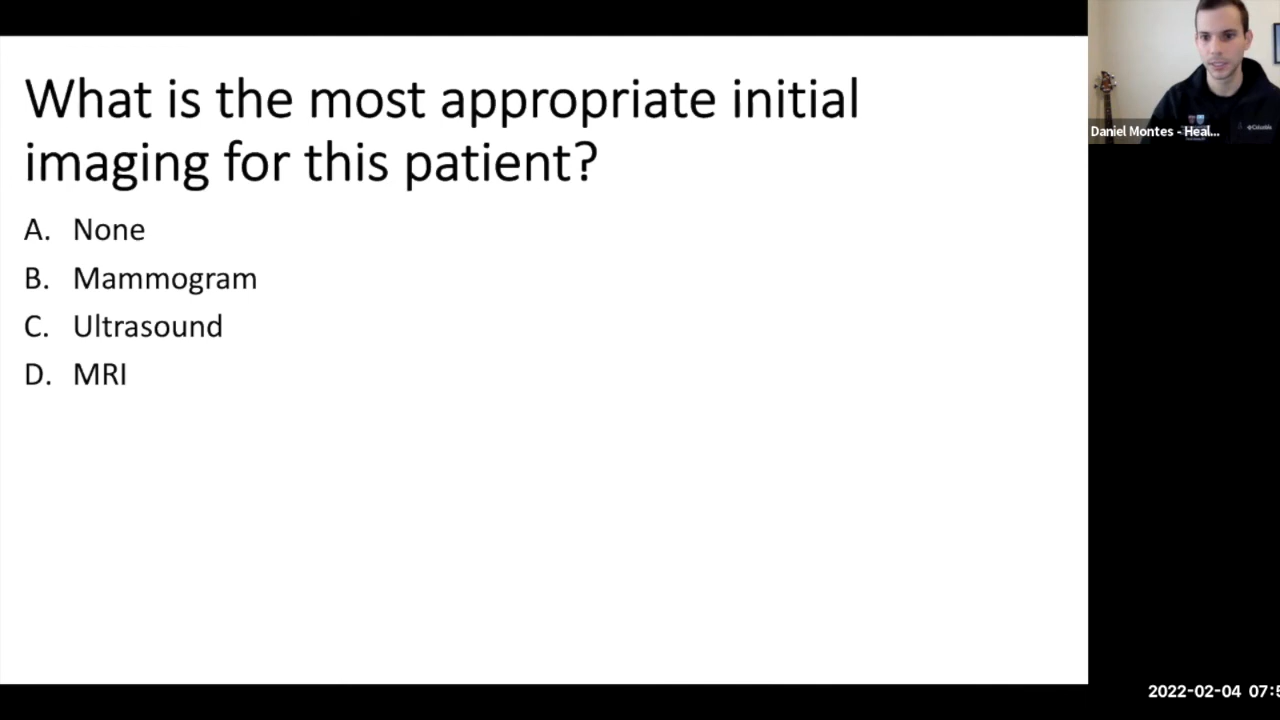 What is the most appropriate initial
imaging for this patient?
A. None
B. Mammogram
C. Ultrasound
D. MRI
Daniel Montes - Heal...
2022-02-04 07:5